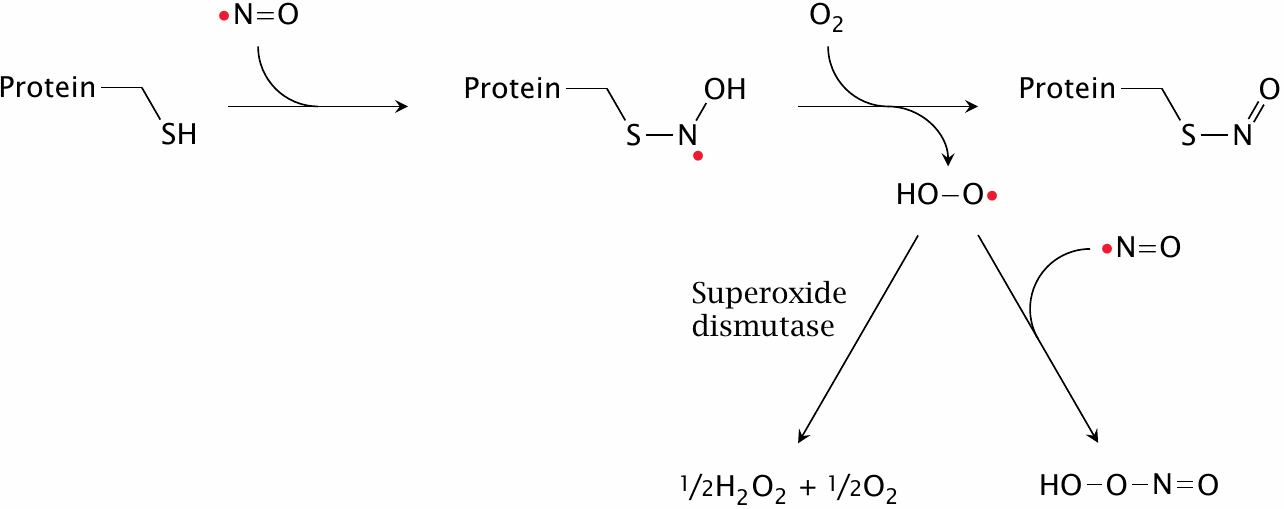 •N=O
O₂
Protein
SH
Protein
OH
S—N•
Protein
O
S—N
HO–O•
•N=O
Superoxide
dismutase
1/2H₂O₂ + 1/2O₂
HO–O–N=O